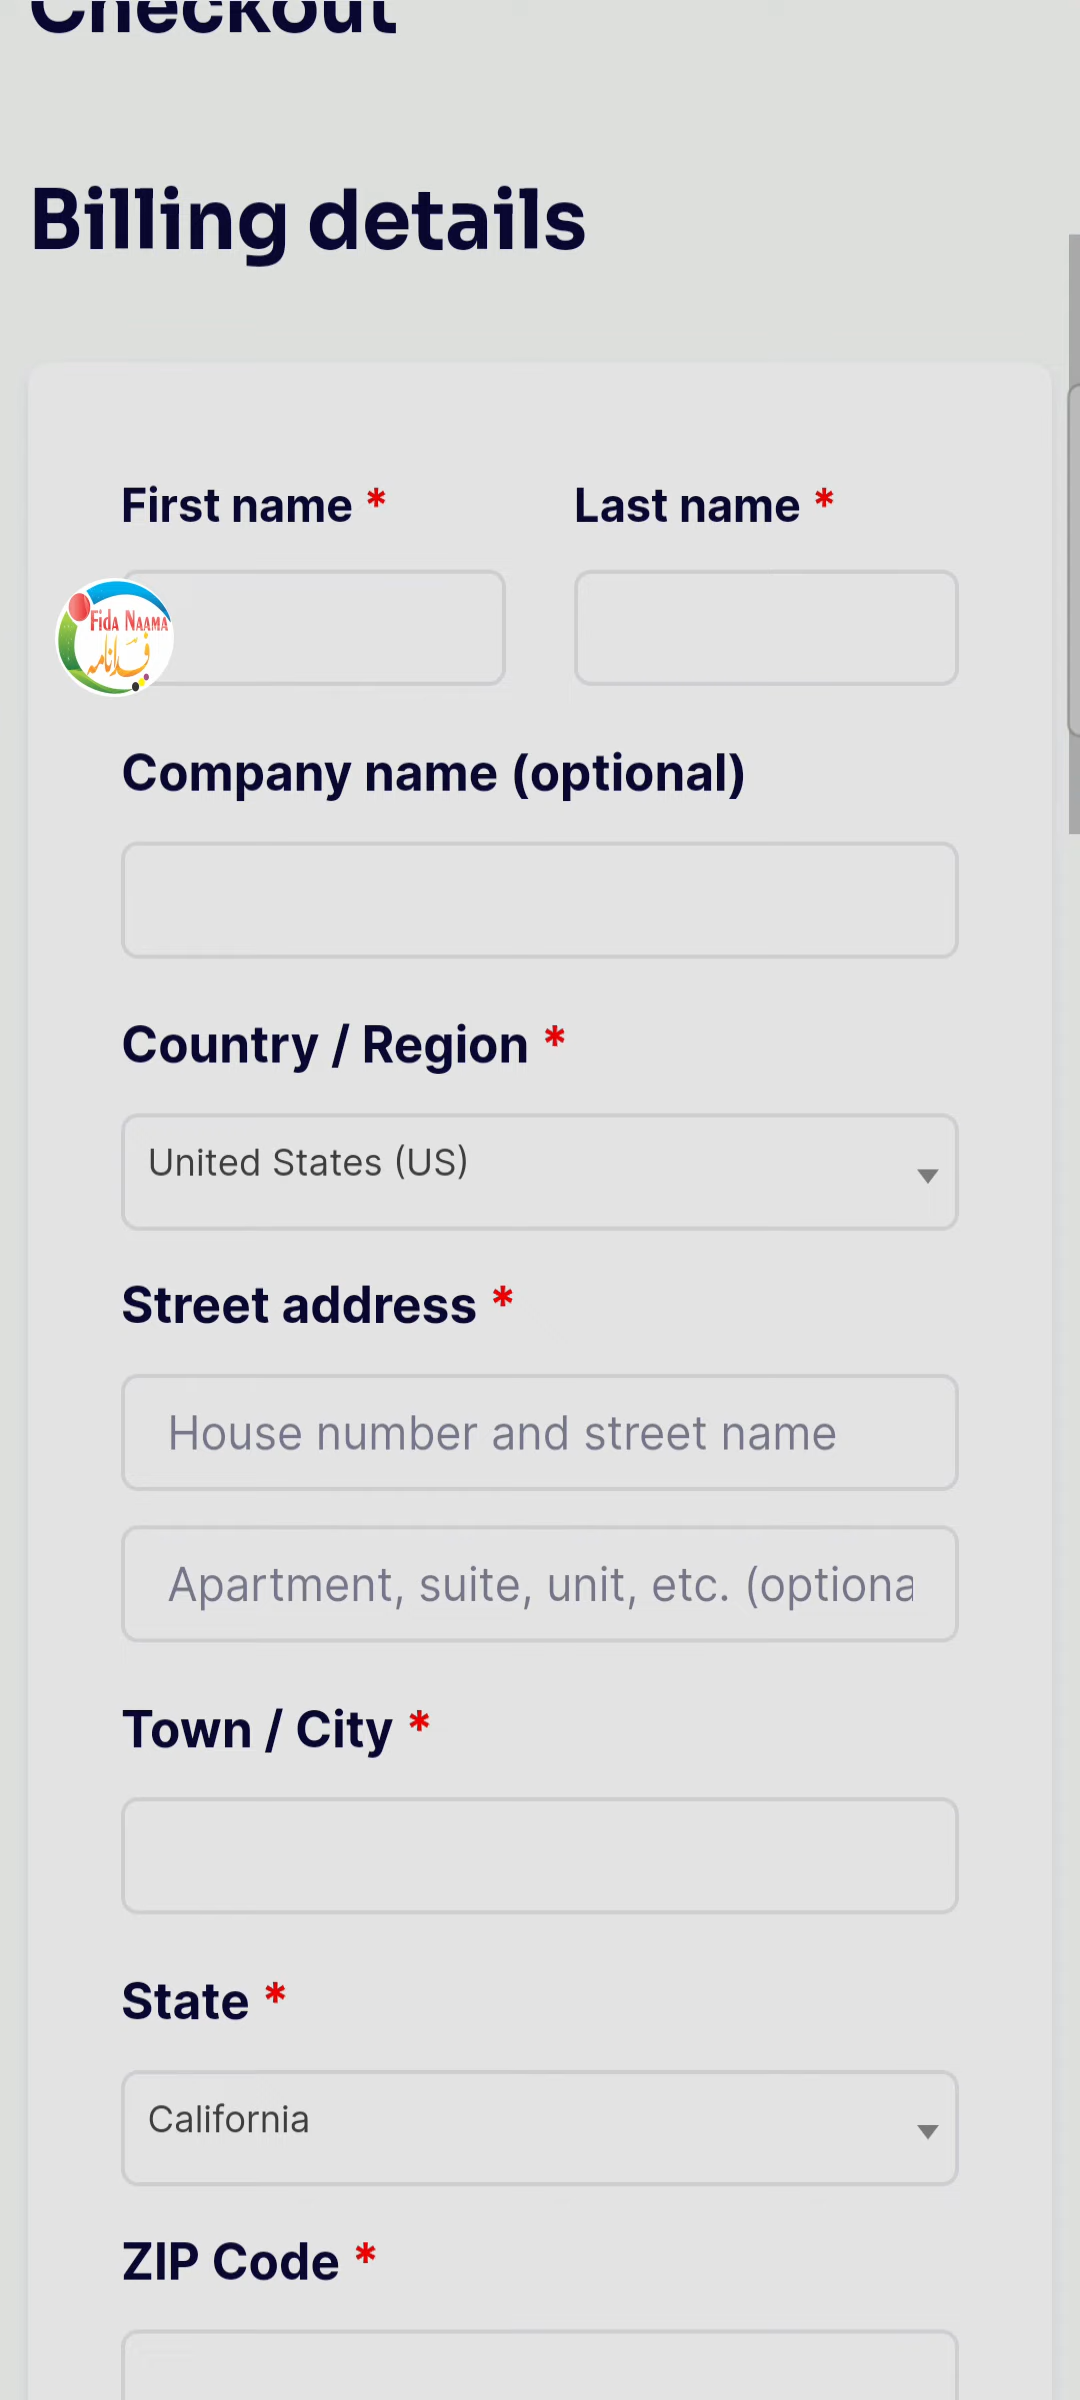 Checkout
Billing details
First name *
Last name *
Fida Naama
فدانامه
Company name (optional)
Country / Region *
United States (US)
Street address *
House number and street name
Apartment, suite, unit, etc. (optiona
Town / City *
State *
California
ZIP Code *